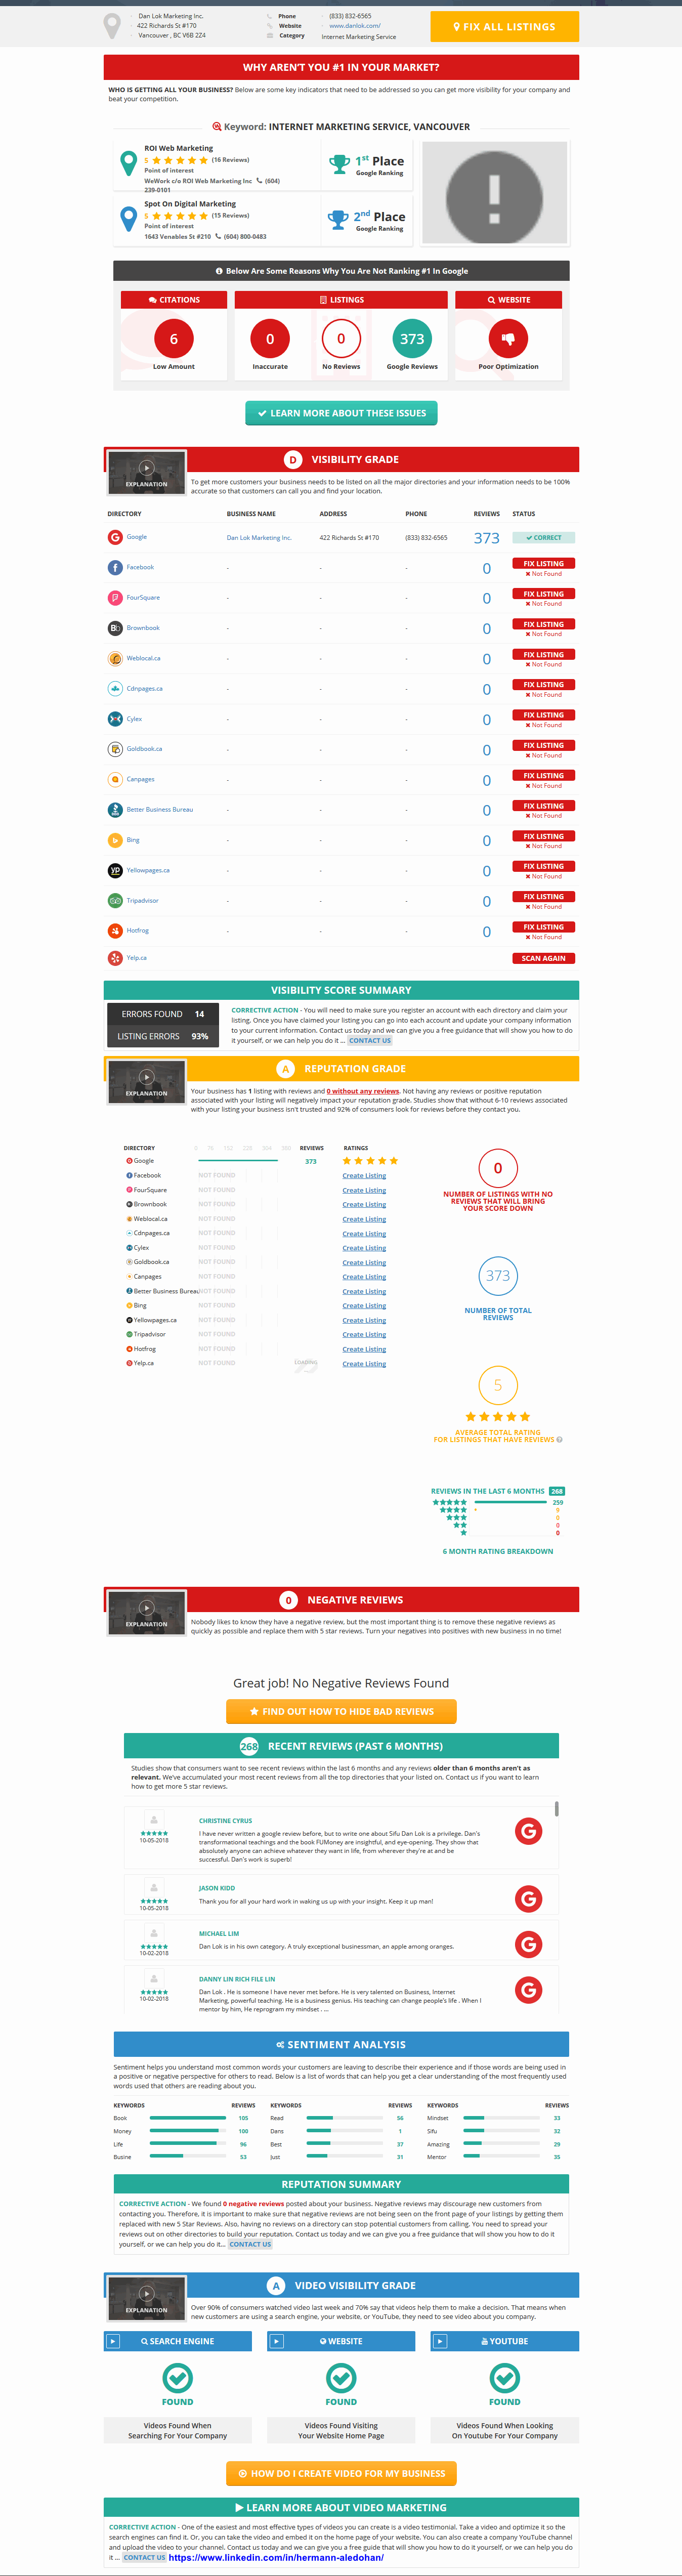 Dan Lok Marketing Inc.
422 Richards St #170
Vancouver , BC V6B 2Z4
Phone (833) 832-6565
Website www.danlok.com/
Category Internet Marketing Service
FIX ALL LISTINGS
WHY AREN'T YOU #1 IN YOUR MARKET?
WHO IS GETTING ALL YOUR BUSINESS? Below are some key indicators that need to be addressed so you can get more visibility for your company and
beat your competition.
Keyword: INTERNET MARKETING SERVICE, VANCOUVER
ROI Web Marketing
5 (16 Reviews)
Point of interest
WeWork c/o ROI Web Marketing Inc (604)
239-0101
1st Place
Google Ranking
Spot On Digital Marketing
5 (15 Reviews)
Point of interest
1643 Venables St #210 (604) 800-0483
2nd Place
Google Ranking
Below Are Some Reasons Why You Are Not Ranking #1 In Google
CITATIONS
6
Low Amount
LISTINGS
0 0 373
Inaccurate No Reviews Google Reviews
WEBSITE
Poor Optimization
LEARN MORE ABOUT THESE ISSUES
D VISIBILITY GRADE
EXPLANATION
To get more customers your business needs to be listed on all the major directories and your information needs to be 100%
accurate so that customers can call you and find your location.
DIRECTORY BUSINESS NAME ADDRESS PHONE REVIEWS STATUS
Google Dan Lok Marketing Inc. 422 Richards St #170 (833) 832-6565 373 CORRECT
Facebook - - - 0 FIX LISTING
Not Found
FourSquare - - - 0 FIX LISTING
Not Found
Brownbook - - - 0 FIX LISTING
Not Found
Weblocal.ca - - - 0 FIX LISTING
Not Found
Cdnpages.ca - - - 0 FIX LISTING
Not Found
Cylex - - - 0 FIX LISTING
Not Found
Goldbook.ca - - - 0 FIX LISTING
Not Found
Canpages - - - 0 FIX LISTING
Not Found
Better Business Bureau - - - 0 FIX LISTING
Not Found
Bing - - - 0 FIX LISTING
Not Found
Yellowpages.ca - - - 0 FIX LISTING
Not Found
Tripadvisor - - - 0 FIX LISTING
Not Found
Hotfrog - - - 0 FIX LISTING
Not Found
Yelp.ca SCAN AGAIN
VISIBILITY SCORE SUMMARY
ERRORS FOUND 14
LISTING ERRORS 93%
CORRECTIVE ACTION - You will need to make sure you register an account with each directory and claim your
listing. Once you have claimed your listing you can go into each account and update your company information
to your current information. Contact us today and we can give you a free guidance that will show you how to do
it yourself, or we can help you do it ... CONTACT US
A REPUTATION GRADE
EXPLANATION
Your business has 1 listing with reviews and 0 without any reviews. Not having any reviews or positive reputation
associated with your listing will negatively impact your reputation grade. Studies show that without 6-10 reviews associated
with your listing your business isn't trusted and 92% of consumers look for reviews before they contact you.
DIRECTORY 0 76 152 228 304 380 REVIEWS RATINGS
Google 373
Facebook NOT FOUND Create Listing
FourSquare NOT FOUND Create Listing
Brownbook NOT FOUND Create Listing
Weblocal.ca NOT FOUND Create Listing
Cdnpages.ca NOT FOUND Create Listing
Cylex NOT FOUND Create Listing
Goldbook.ca NOT FOUND Create Listing
Canpages NOT FOUND Create Listing
Better Business Bureau NOT FOUND Create Listing
Bing NOT FOUND Create Listing
Yellowpages.ca NOT FOUND Create Listing
Tripadvisor NOT FOUND Create Listing
Hotfrog NOT FOUND Create Listing
Yelp.ca NOT FOUND LOADING Create Listing
0
NUMBER OF LISTINGS WITH NO
REVIEWS THAT WILL BRING
YOUR SCORE DOWN
373
NUMBER OF TOTAL
REVIEWS
5
AVERAGE TOTAL RATING
FOR LISTINGS THAT HAVE REVIEWS
REVIEWS IN THE LAST 6 MONTHS 268
259
9
0
0
0
6 MONTH RATING BREAKDOWN
0 NEGATIVE REVIEWS
EXPLANATION
Nobody likes to know they have a negative review, but the most important thing is to remove these negative reviews as
quickly as possible and replace them with 5 star reviews. Turn your negatives into positives with new business in no time!
Great job! No Negative Reviews Found
FIND OUT HOW TO HIDE BAD REVIEWS
268 RECENT REVIEWS (PAST 6 MONTHS)
Studies show that consumers want to see recent reviews within the last 6 months and any reviews older than 6 months aren't as
relevant. We've accumulated your most recent reviews from all the top directories that your listed on. Contact us if you want to learn
how to get more 5 star reviews.
10-05-2018
CHRISTINE CYRUS
I have never written a google review before, but to write one about Sifu Dan Lok is a privilege. Dan's
transformational teachings and the book FUMoney are insightful, and eye-opening. They show that
absolutely anyone can achieve whatever they want in life, from wherever they're at and be
successful. Dan's work is superb!
10-05-2018
JASON KIDD
Thank you for all your hard work in waking us up with your insight. Keep it up man!
10-02-2018
MICHAEL LIM
Dan Lok is in his own category. A truly exceptional businessman, an apple among oranges.
10-02-2018
DANNY LIN RICH FILE LIN
Dan Lok . He is someone I have never met before. He is very talented on Business, Internet
Marketing, powerful teaching. He is a business genius. His teaching can change people's life . When I
mentor by him, He reprogram my mindset . ...
SENTIMENT ANALYSIS
Sentiment helps you understand most common words your customers are leaving to describe their experience and if those words are being used in
a positive or negative perspective for others to read. Below is a list of words that can help you get a clear understanding of the most frequently used
words used that others are reading about you.
KEYWORDS REVIEWS KEYWORDS REVIEWS KEYWORDS REVIEWS
Book 105 Read 56 Mindset 33
Money 100 Dans 1 Sifu 32
Life 96 Best 37 Amazing 29
Busine 53 Just 31 Mentor 35
REPUTATION SUMMARY
CORRECTIVE ACTION - We found 0 negative reviews posted about your business. Negative reviews may discourage new customers from
contacting you. Therefore, it is important to make sure that negative reviews are not being seen on the front page of your listings by getting them
replaced with new 5 Star Reviews. Also, having no reviews on a directory can stop potential customers from calling. You need to spread your
reviews out on other directories to build your reputation. Contact us today and we can give you a free guidance that will show you how to do it
yourself, or we can help you do it... CONTACT US
A VIDEO VISIBILITY GRADE
EXPLANATION
Over 90% of consumers watched video last week and 70% say that videos help them to make a decision. That means when
new customers are using a search engine, your website, or YouTube, they need to see video about you company.
SEARCH ENGINE WEBSITE YOUTUBE
FOUND FOUND FOUND
Videos Found When Videos Found Visiting Videos Found When Looking
Searching For Your Company Your Website Home Page On Youtube For Your Company
HOW DO I CREATE VIDEO FOR MY BUSINESS
LEARN MORE ABOUT VIDEO MARKETING
CORRECTIVE ACTION - One of the easiest and most effective types of videos you can create is a video testimonial. Take a video and optimize it so the
search engines can find it. Or, you can take the video and embed it on the home page of your website. You can also create a company YouTube channel
and upload the video to your channel. Contact us today and we can give you a free guide that will show you how to do it yourself, or we can help you do
it ... CONTACT US https://www.linkedin.com/in/hermann-aledohan/